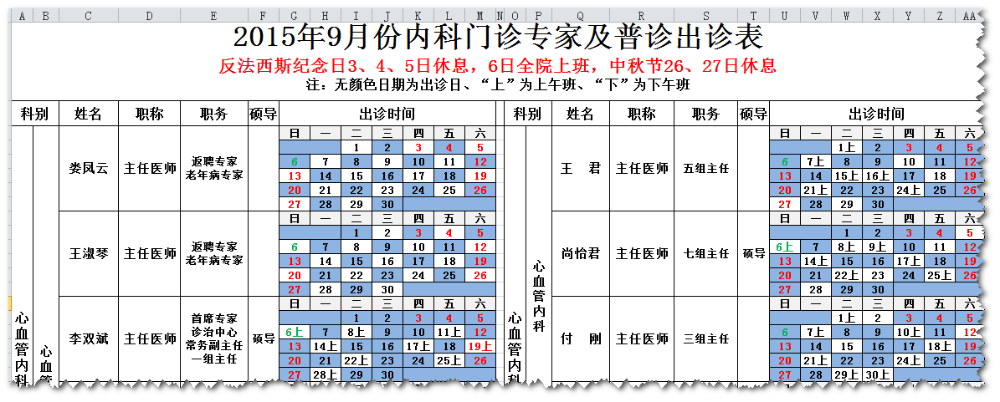 A B C D E F G H I J K L M N O P Q R S T U V W X Y Z AA
2015年9月份内科门诊专家及普诊出诊表
反法西斯纪念日3、4、5日休息，6日全院上班，中秋节26、27日休息
注：无颜色日期为出诊日、“上”为上午班、“下”为下午班
科别 姓名 职称 职务 硕导 出诊时间 科别 姓名 职称 职务 硕导 出诊时间
心血管内科
心血管
娄凤云 主任医师
返聘专家
老年病专家
日 一 二 三 四 五 六
1 2 3 4 5
6 7 8 9 10 11 12
13 14 15 16 17 18 19
20 21 22 23 24 25 26
27 28 29 30
王淑琴 主任医师
返聘专家
老年病专家
日 一 二 三 四 五 六
1 2 3 4 5
6 7 8 9 10 11 12
13 14 15 16 17 18 19
20 21 22 23 24 25 26
27 28 29 30
李双斌 主任医师
首席专家
诊治中心
常务副主任
一组主任
硕导
日 一 二 三 四 五 六
1 2 3 4 5
6上 7 8上 9 10 11上 12
13 14上 15 16 17上 18 19上
20 21 22上 23 24 25上 26
27 28上 29 30
心血管内科
心血管内科
王 君 主任医师 五组主任
日 一 二 三 四 五 六
1上 2 3 4 5
6 7上 8 9 10 11 12
13 14 15上 16上 17 18 19
20 21上 22 23 24上 25 26
27 28 29 30
尚怡君 主任医师 七组主任 硕导
日 一 二 三 四 五 六
1 2 3 4 5
6上 7 8上 9上 10 11 12
13 14上 15 16 17上 18 19
20 21 22上 23 24 25上 26
27 28 29 30
付 刚 主任医师 三组主任
日 一 二 三 四 五 六
1上 2 3 4 5
6 7上 8 9 10上 11 12
13 14 15 16 17 18上 19
20 21上 22 23 24上 25 26
27 28 29上 30上